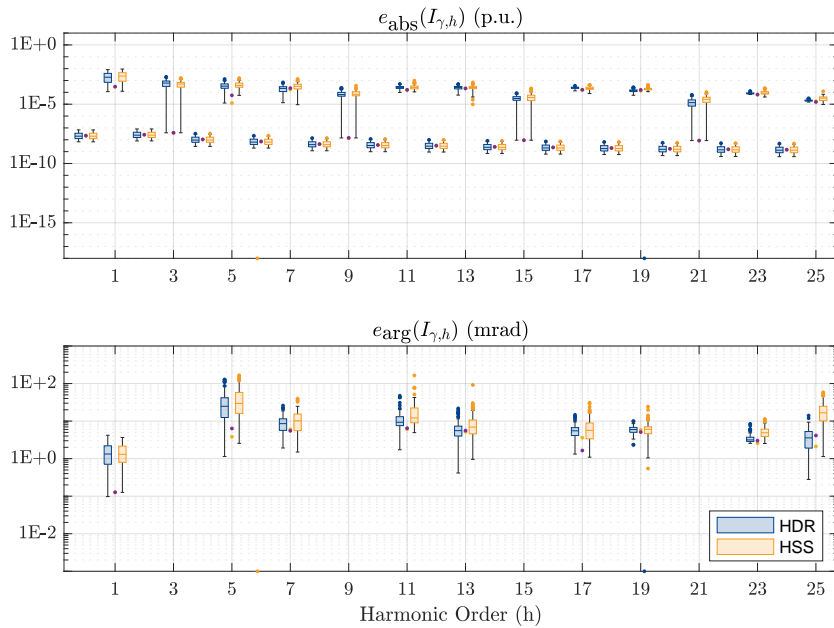 e_abs(I_γ,h) (p.u.)
1E+0
1E-5
1E-10
1E-15
1 3 5 7 9 11 13 15 17 19 21 23 25
e_arg(I_γ,h) (mrad)
1E+2
1E+0
1E-2
HDR
HSS
1 3 5 7 9 11 13 15 17 19 21 23 25
Harmonic Order (h)